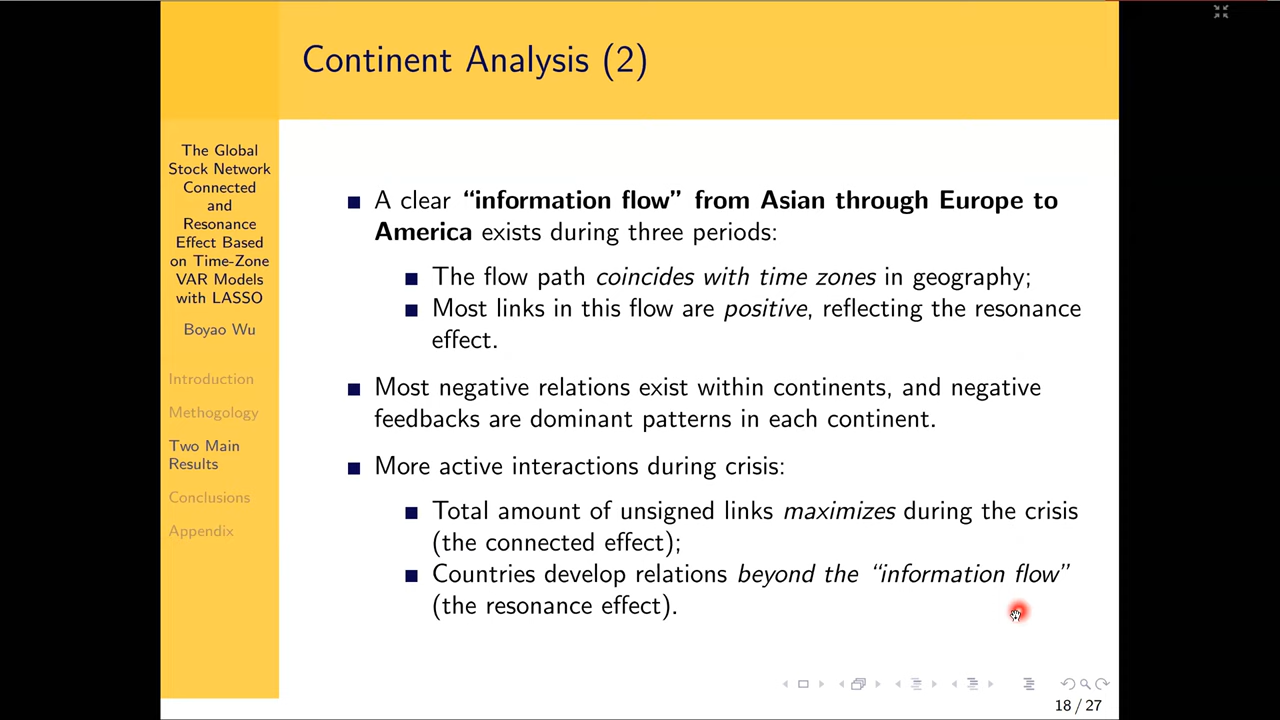 Continent Analysis (2)
The Global
Stock Network
Connected
and
Resonance
Effect Based
on Time-Zone
VAR Models
with LASSO
Boyao Wu
Introduction
Methogology
Two Main
Results
Conclusions
Appendix
A clear “information flow” from Asian through Europe to
America exists during three periods:
The flow path coincides with time zones in geography;
Most links in this flow are positive, reflecting the resonance
effect.
Most negative relations exist within continents, and negative
feedbacks are dominant patterns in each continent.
More active interactions during crisis:
Total amount of unsigned links maximizes during the crisis
(the connected effect);
Countries develop relations beyond the “information flow”
(the resonance effect).
18 / 27